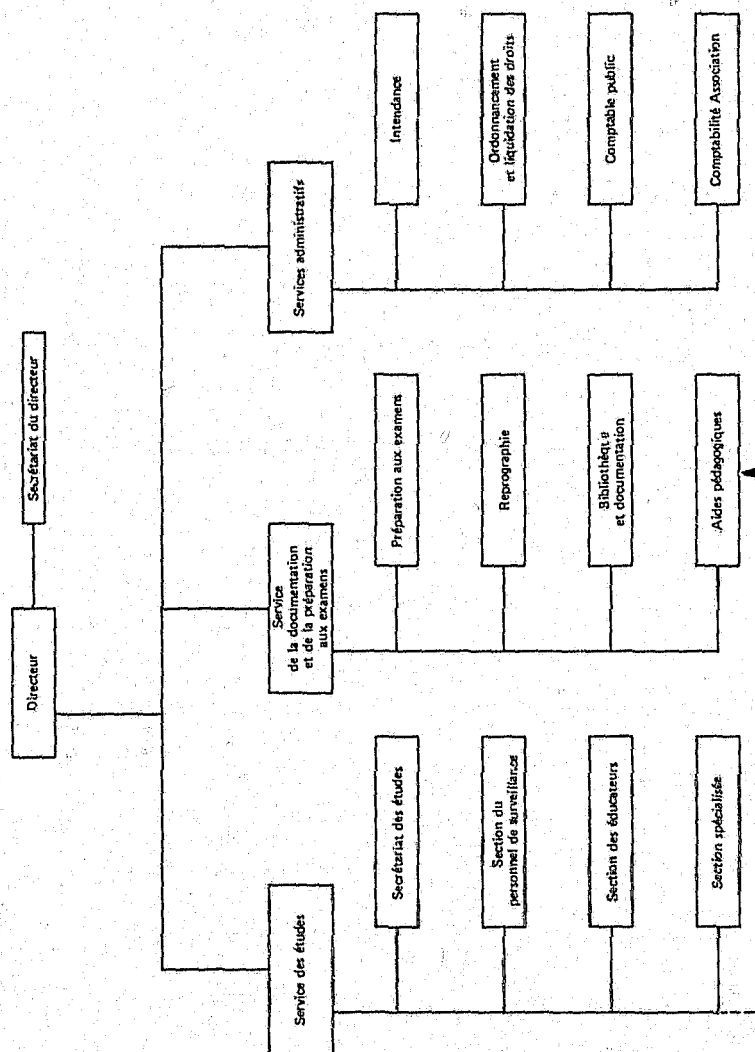 Directeur
Secrétariat du directeur
Service des études
Service
de la documentation
et de la préparation
aux examens
Services administratifs
Secrétariat des études
Section du
personnel de surveillance
Section des éducateurs
Section spécialisée
Préparation aux examens
Reprographie
Bibliothèque
et documentation
Aides pédagogiques
Intendance
Ordonnancement
et liquidation des droits
Comptable public
Comptabilité Association